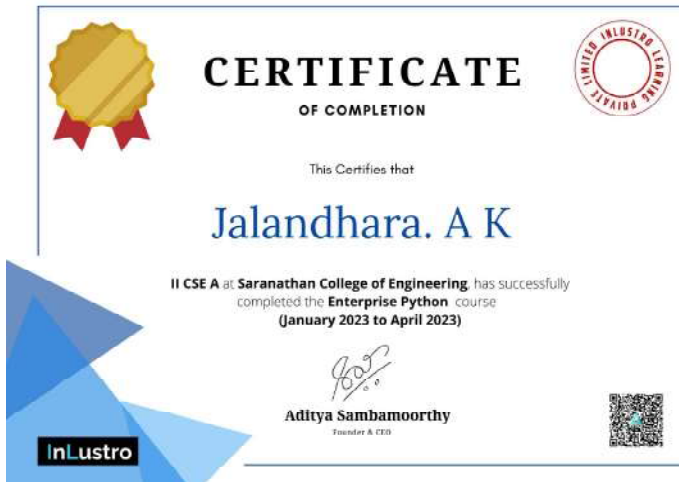 CERTIFICATE
OF COMPLETION
INLUSTRO LEARNING PRIVATE LIMITED
This Certifies that
Jalandhara. A K
II CSE A at Saranathan College of Engineering, has successfully
completed the Enterprise Python course
(January 2023 to April 2023)
Aditya Sambamoorthy
Founder & CEO
InLustro